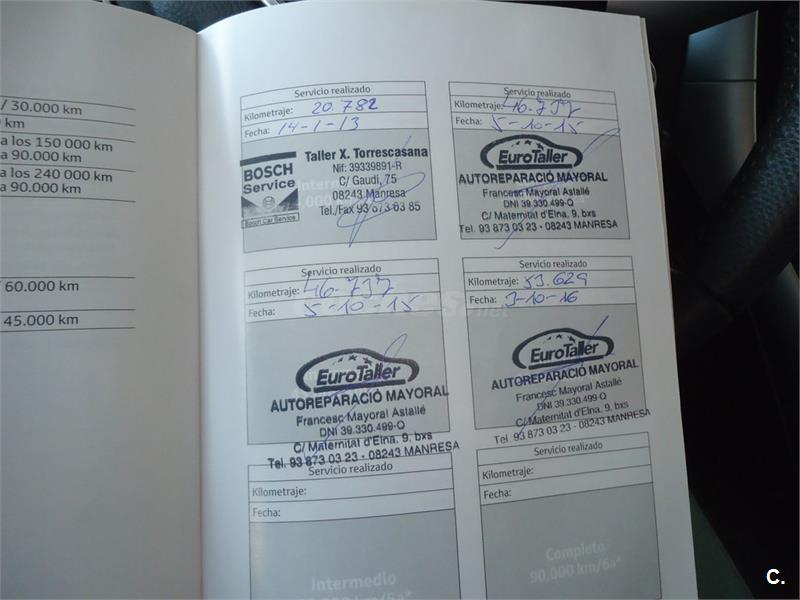 / 30.000 km
km
a los 150 000 km
a 90.000 km
a los 240 000 km
a 90.000 km
/ 60.000 km
45.000 km
Servicio realizado
Kilometraje: 20.782
Fecha: 14-1-13
BOSCH
Service
Bosch Car Service
Taller X. Torrescasana
Nif: 39339891-R
C/ Gaudí, 75
08243 Manresa
Tel./Fax 93 873 63 85
Servicio realizado
Kilometraje: 46.737
Fecha: 5-10-15
EuroTaller
AUTOREPARACIÓ MAYORAL
Francesc Mayoral Astallé
DNI 39.330.499-Q
C/ Maternitat d'Elna, 9, bxs
Tel. 93 873 03 23 - 08243 MANRESA
Servicio realizado
Kilometraje: 46.737
Fecha: 5-10-15
EuroTaller
AUTOREPARACIÓ MAYORAL
Francesc Mayoral Astallé
DNI 39.330.499-Q
C/ Maternitat d'Elna, 9, bxs
Tel. 93 873 03 23 - 08243 MANRESA
Servicio realizado
Kilometraje: 53.629
Fecha: 3-10-16
EuroTaller
AUTOREPARACIÓ MAYORAL
Francesc Mayoral Astallé
DNI 39.330.499-Q
C/ Maternitat d'Elna, 9, bxs
Tel. 93 873 03 23 - 08243 MANRESA
Servicio realizado
Kilometraje:
Fecha:
Intermedio
Servicio realizado
Kilometraje:
Fecha:
Completo
90.000 km/6a*
C.